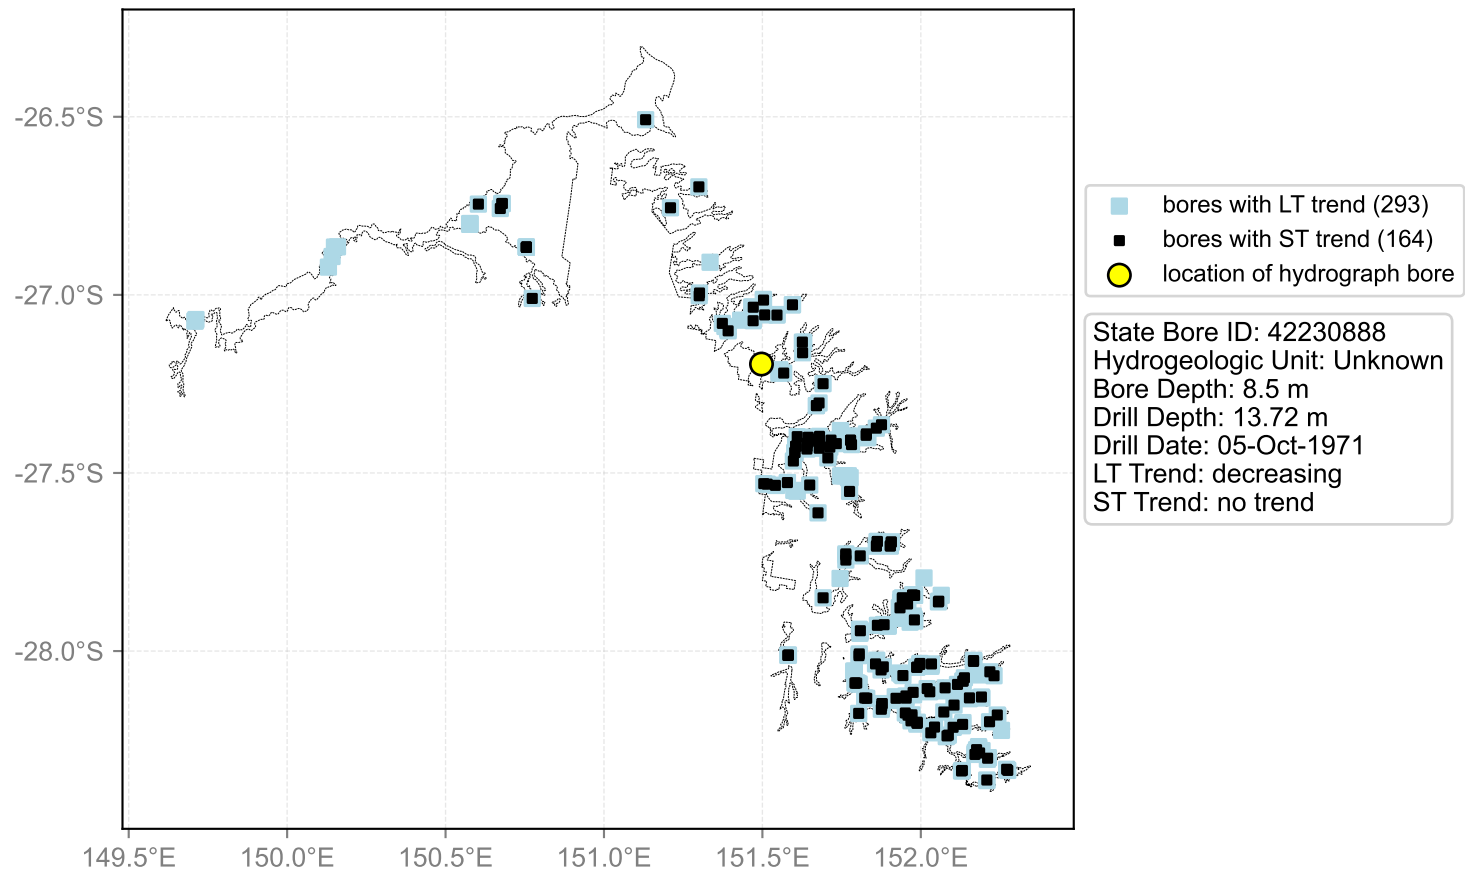 -26.5°S
-27.0°S
-27.5°S
-28.0°S
149.5°E 150.0°E 150.5°E 151.0°E 151.5°E 152.0°E
bores with LT trend (293)
bores with ST trend (164)
location of hydrograph bore
State Bore ID: 42230888
Hydrogeologic Unit: Unknown
Bore Depth: 8.5 m
Drill Depth: 13.72 m
Drill Date: 05-Oct-1971
LT Trend: decreasing
ST Trend: no trend